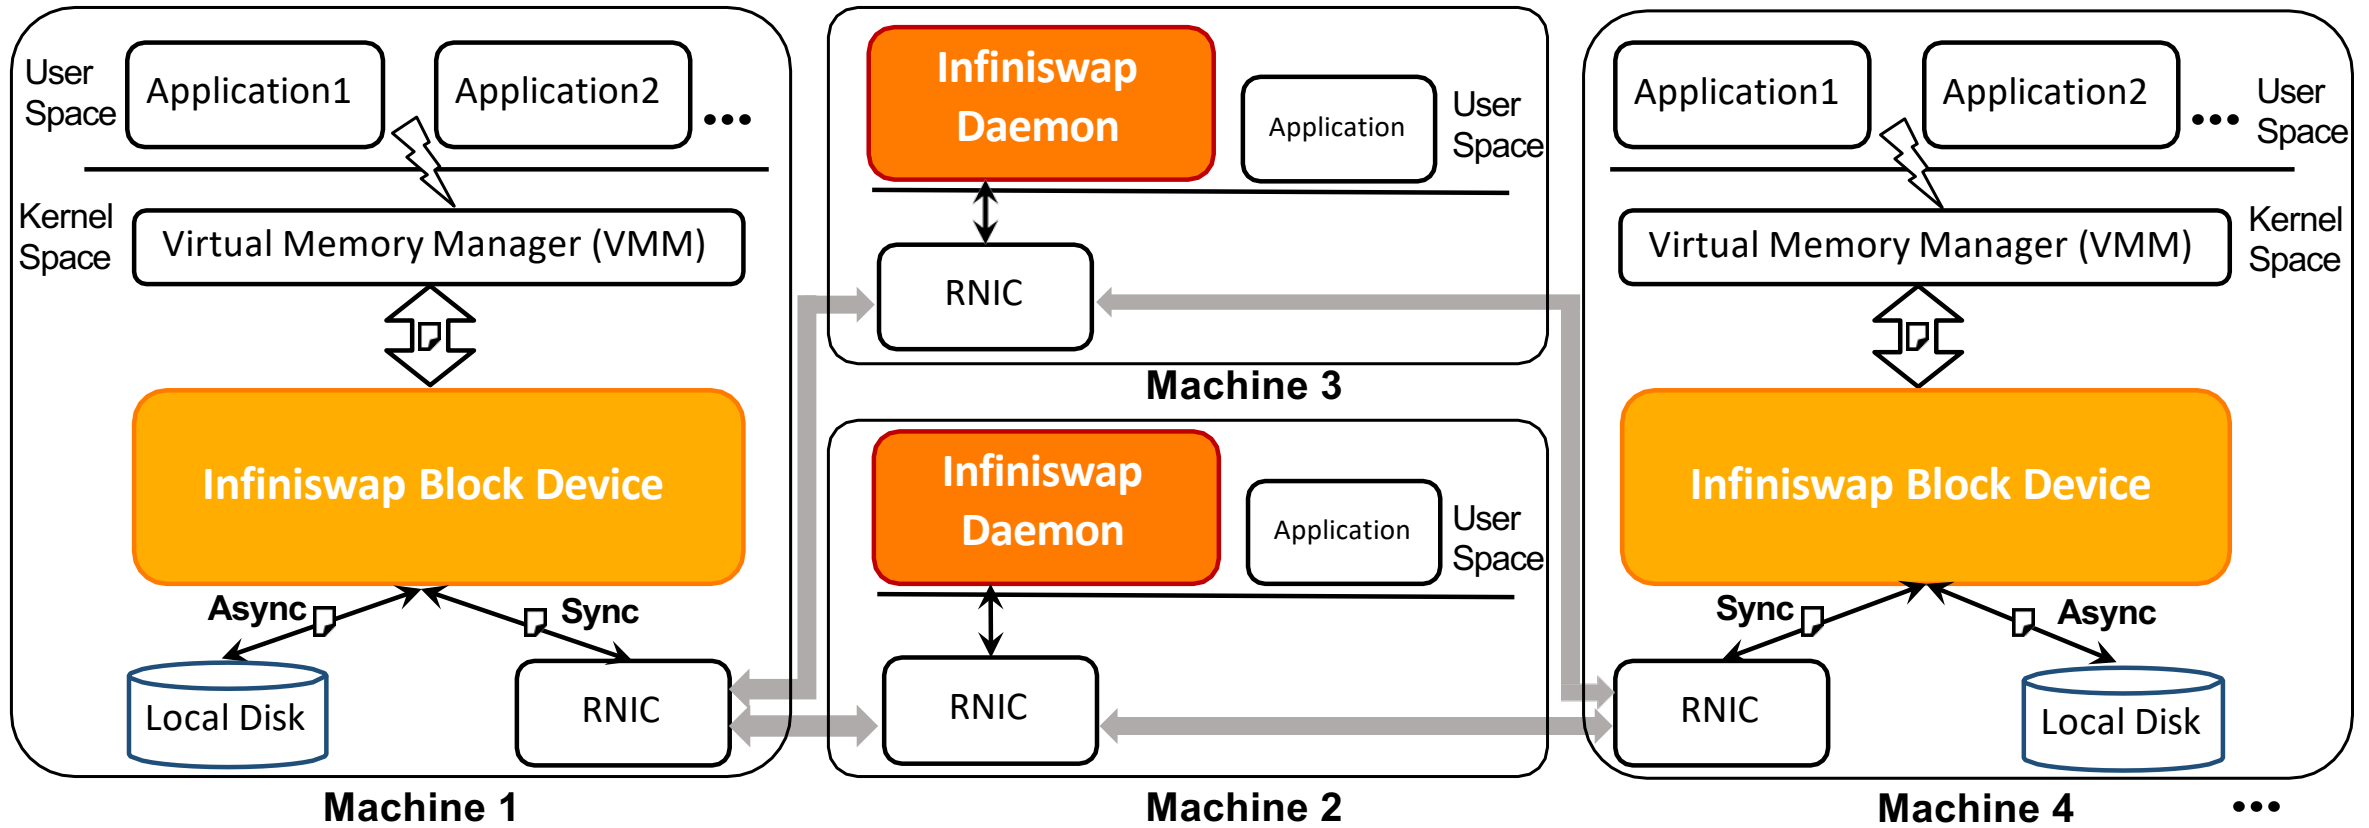 User
Space
Application1
Application2
•••
Kernel
Space
Virtual Memory Manager (VMM)
Infiniswap Block Device
Async
Sync
Local Disk
RNIC
Machine 1
Infiniswap
Daemon
Application
User
Space
RNIC
Machine 3
Infiniswap
Daemon
Application
User
Space
RNIC
Machine 2
Application1
Application2
•••
User
Space
Virtual Memory Manager (VMM)
Kernel
Space
Infiniswap Block Device
Sync
Async
RNIC
Local Disk
Machine 4
•••